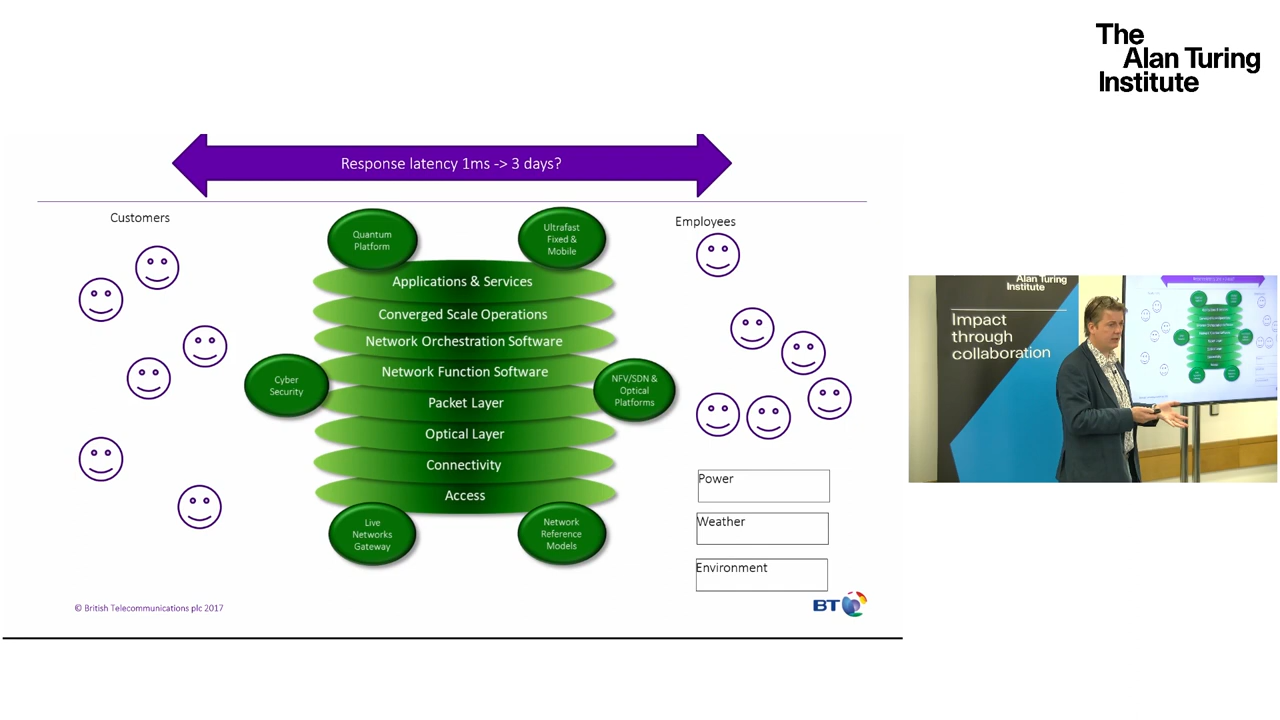 The
Alan Turing
Institute
Response latency 1ms -> 3 days?
Customers
Employees
Quantum
Platform
Ultrafast
Fixed &
Mobile
Applications & Services
Converged Scale Operations
Network Orchestration Software
Network Function Software
Packet Layer
Optical Layer
Connectivity
Access
Cyber
Security
NFV/SDN &
Optical
Platforms
Live
Networks
Gateway
Network
Reference
Models
Power
Weather
Environment
© British Telecommunications plc 2017
BT
Alan Turing
Institute
Impact
through
collaboration